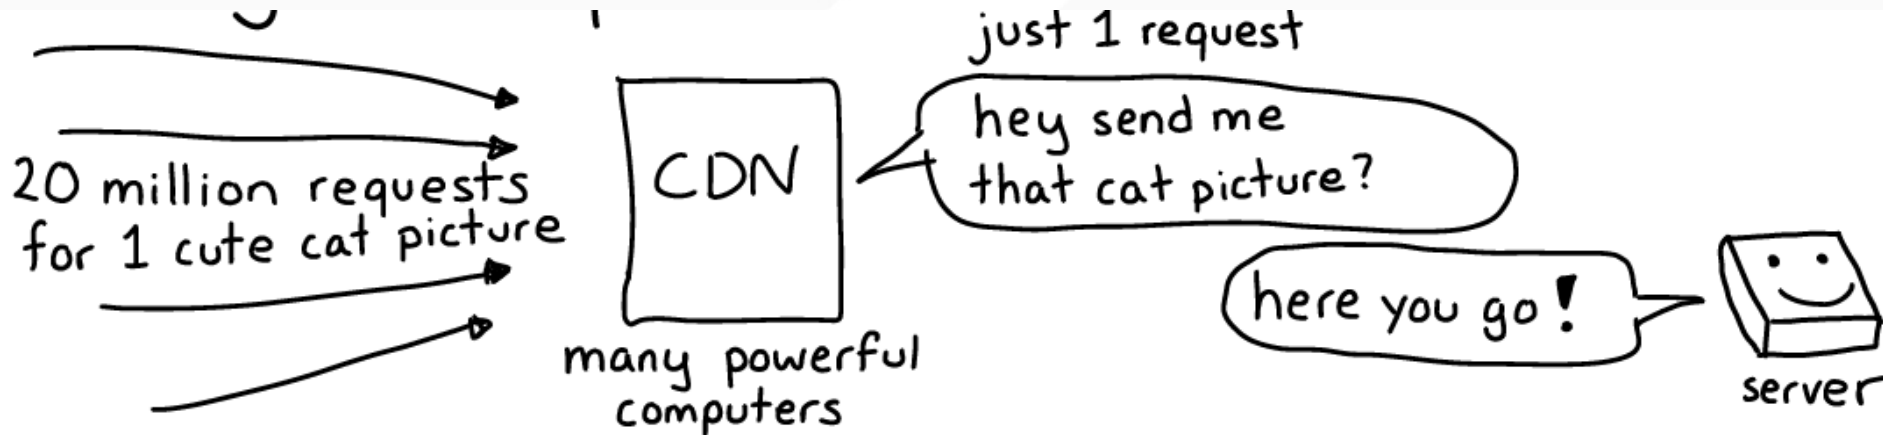 just 1 request
20 million requests
for 1 cute cat picture
CDN
many powerful
computers
hey send me
that cat picture?
here you go!
server